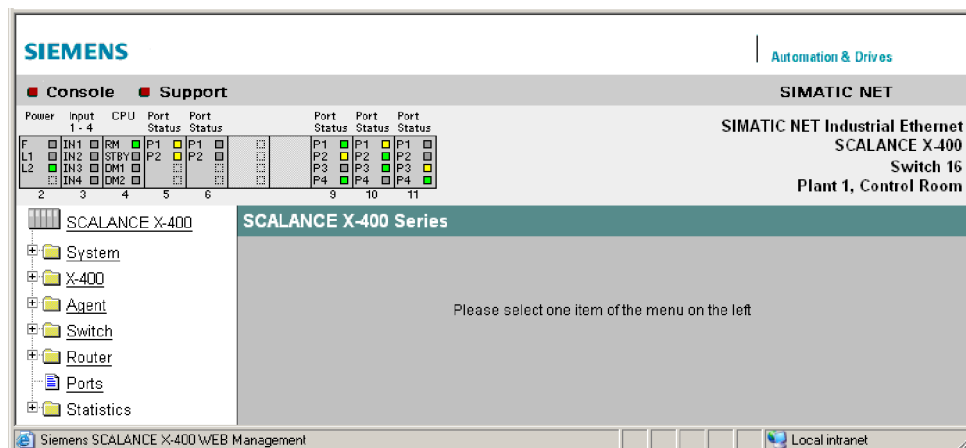 SIEMENS
Automation & Drives
Console Support SIMATIC NET
Power Input CPU Port Port Port Port Port
1 - 4 Status Status Status Status Status
F IN1 RM P1 P1 P1 P1 P1
L1 IN2 STBY P2 P2 P2 P2 P2
L2 IN3 DM1 P3 P3 P3
IN4 DM2 P4 P4 P4
2 3 4 5 6 9 10 11
SIMATIC NET Industrial Ethernet
SCALANCE X-400
Switch 16
Plant 1, Control Room
SCALANCE X-400
System
X-400
Agent
Switch
Router
Ports
Statistics
SCALANCE X-400 Series
Please select one item of the menu on the left
Siemens SCALANCE X-400 WEB Management Local intranet